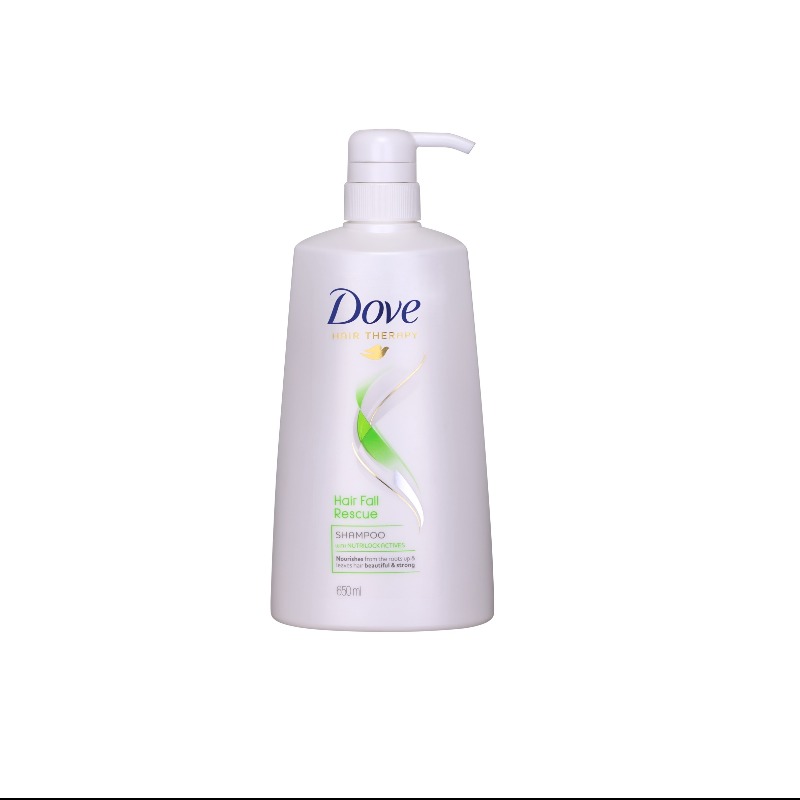 Dove
HAIR THERAPY
Hair Fall
Rescue
SHAMPOO
with NUTRILOCK ACTIVES
Nourishes from the roots up &
leaves hair beautiful & strong
650 ml